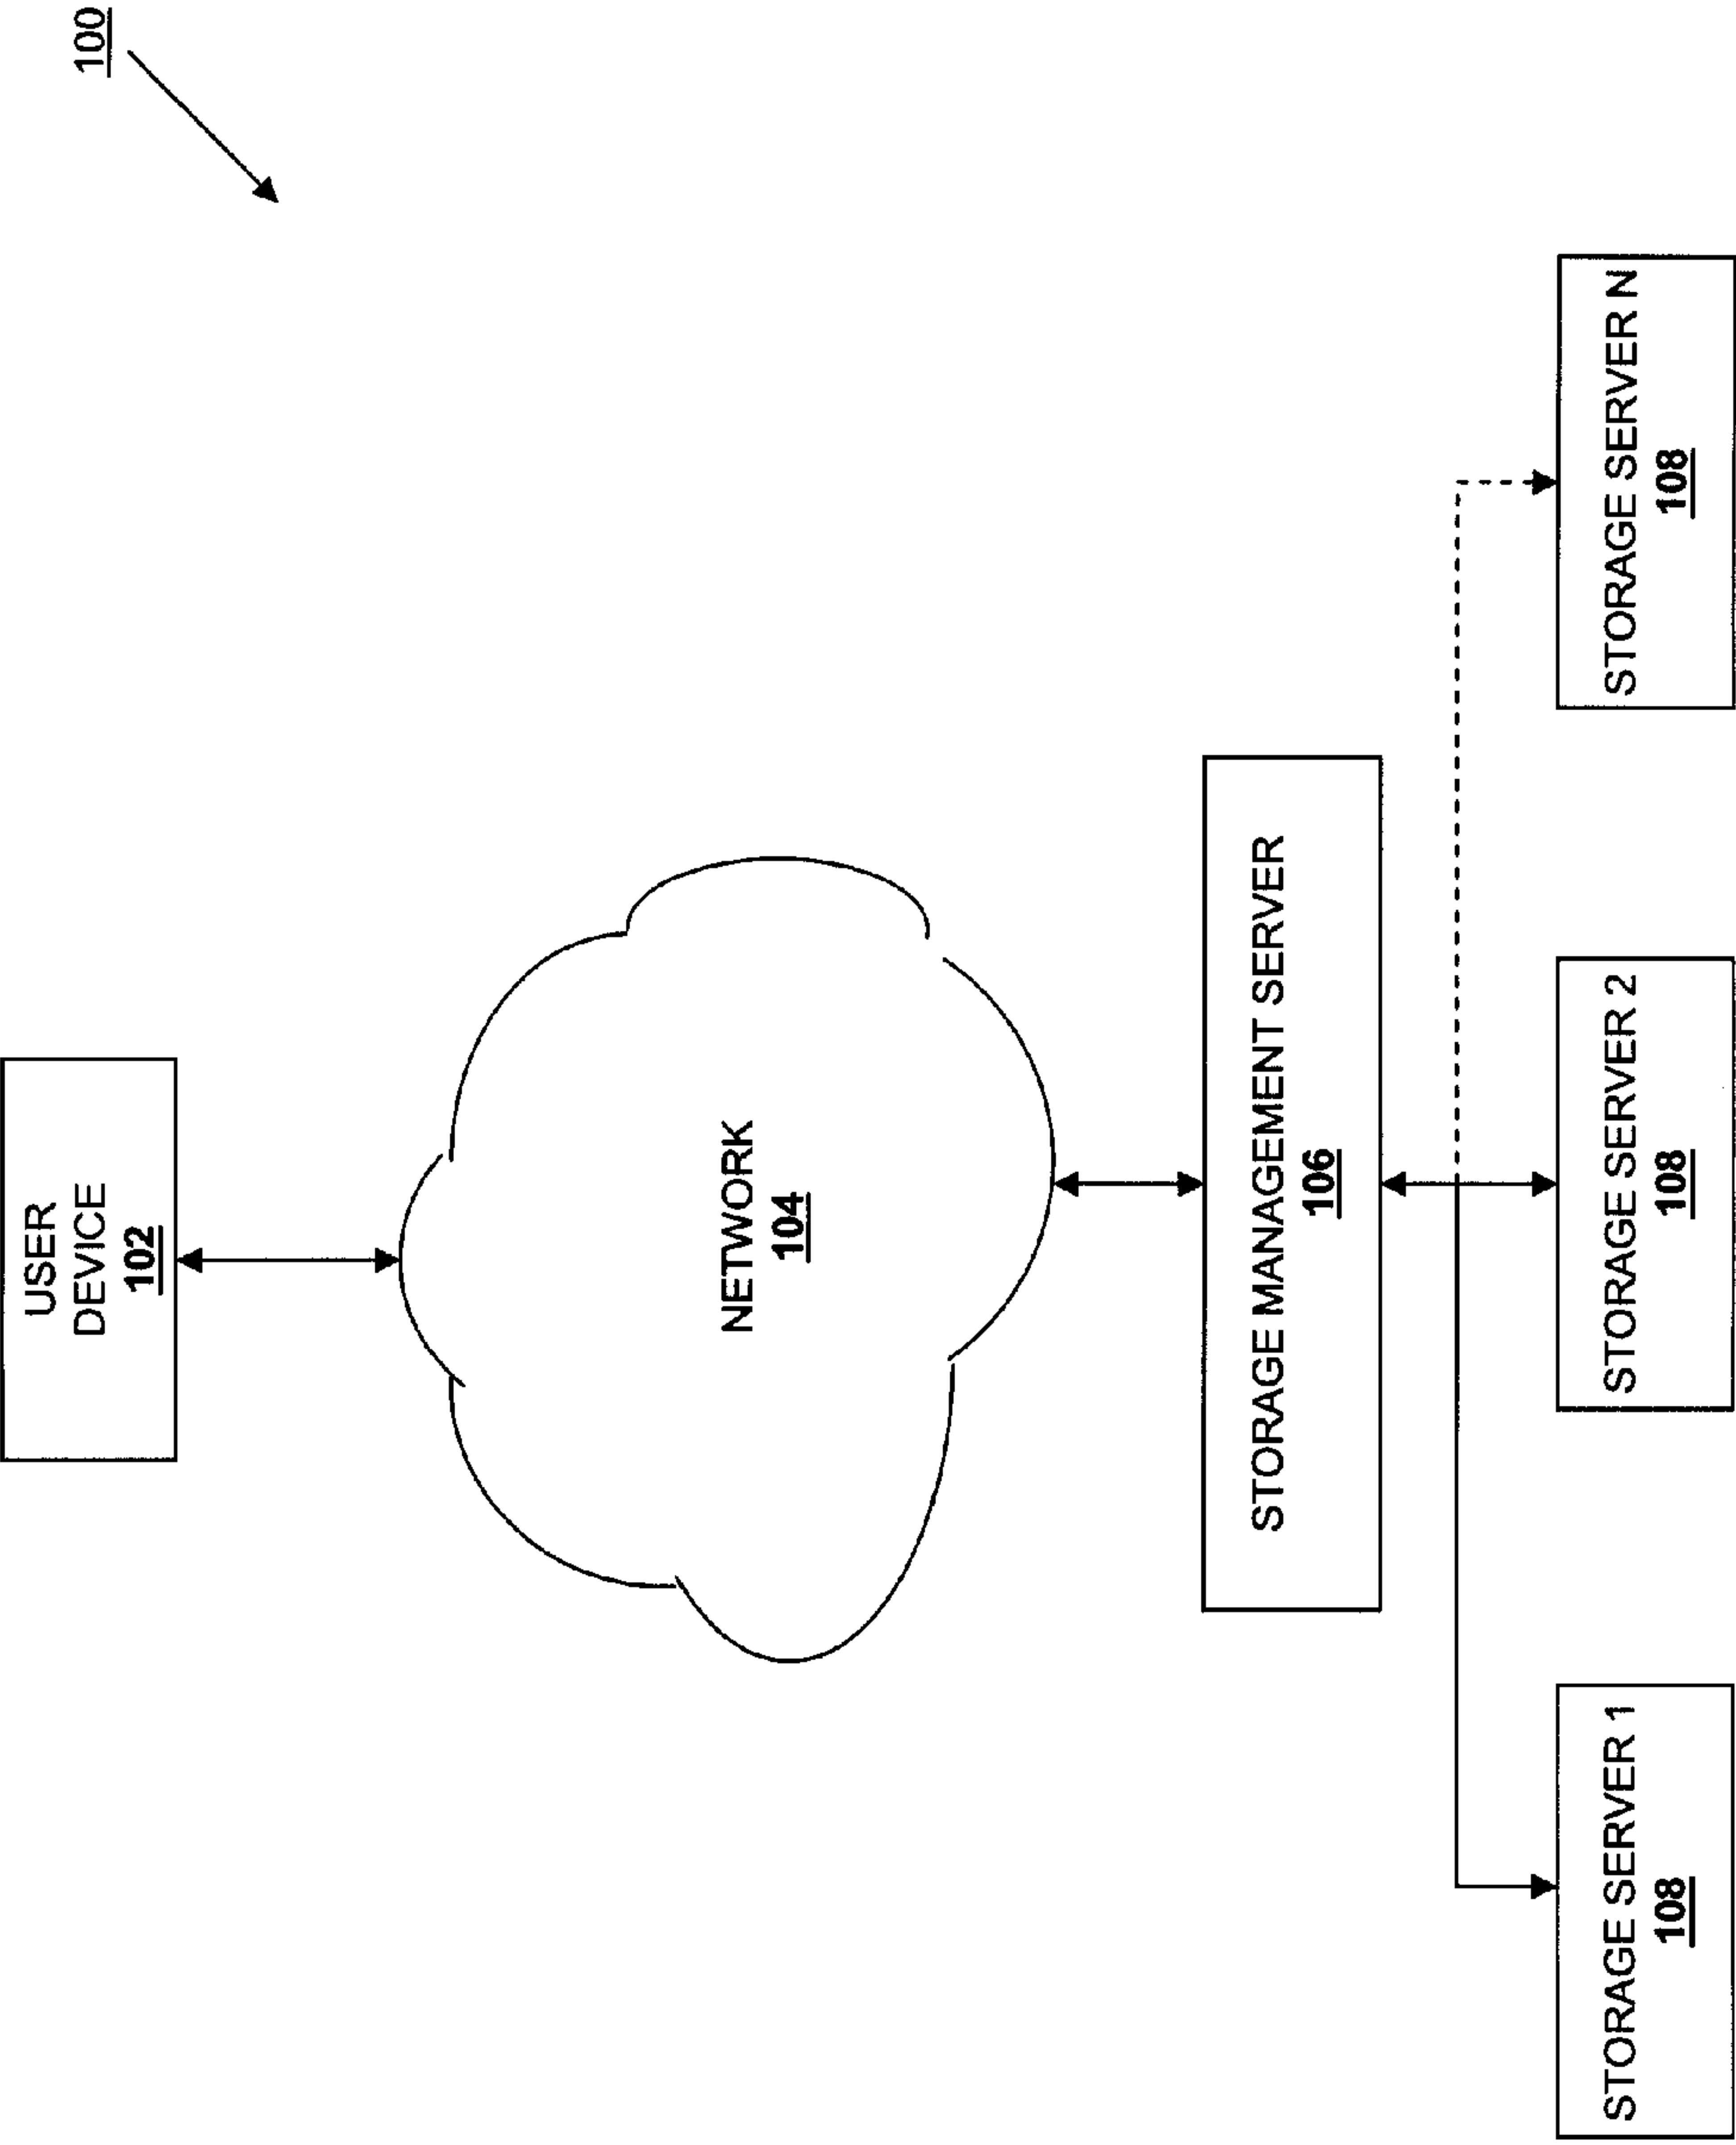 100
USER
DEVICE
102
NETWORK
104
STORAGE MANAGEMENT SERVER
106
STORAGE SERVER 1
108
STORAGE SERVER 2
108
STORAGE SERVER N
108